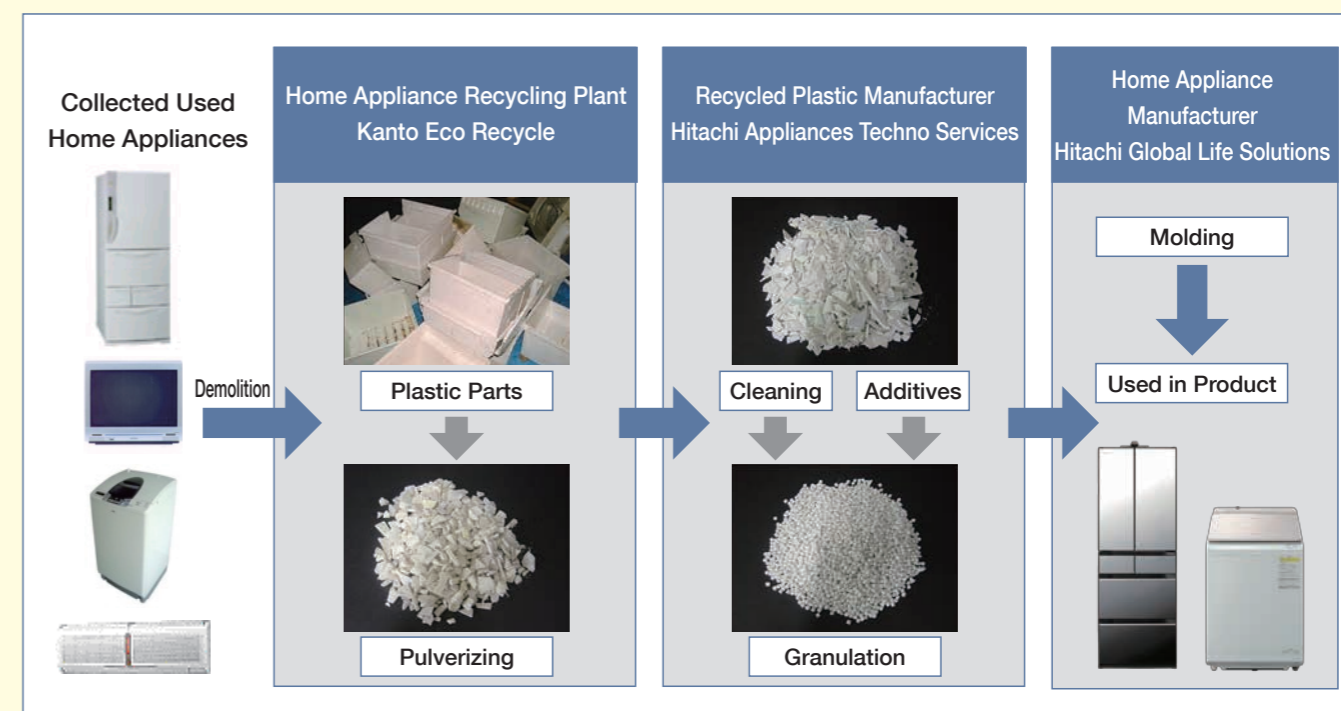 Collected Used
Home Appliances
Demolition
Home Appliance Recycling Plant
Kanto Eco Recycle
Plastic Parts
Pulverizing
Recycled Plastic Manufacturer
Hitachi Appliances Techno Services
Cleaning
Additives
Granulation
Home Appliance
Manufacturer
Hitachi Global Life Solutions
Molding
Used in Product